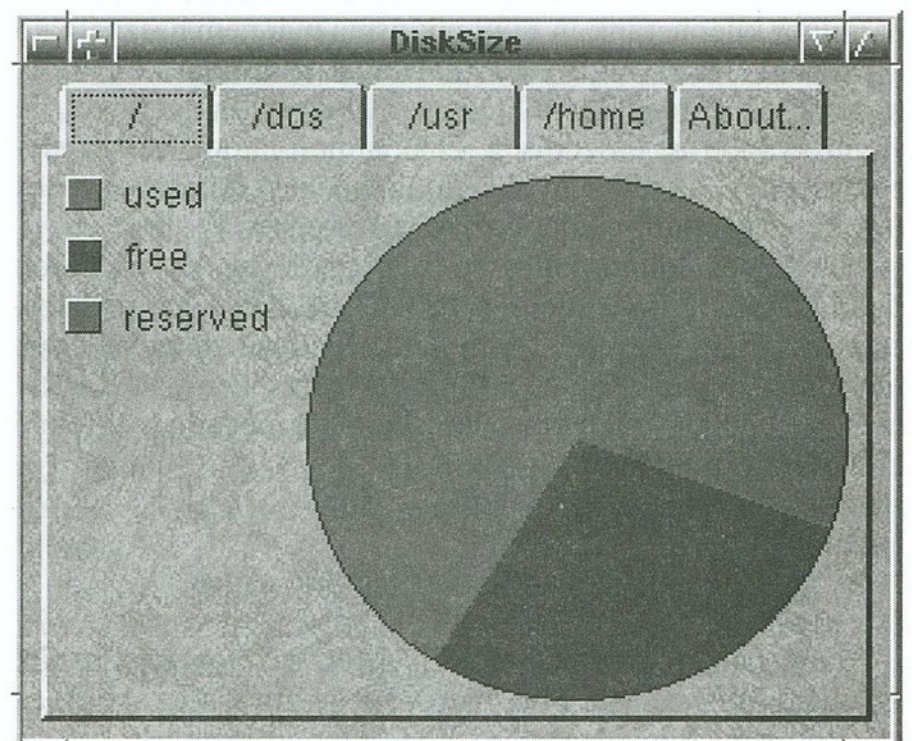 DiskSize
/ /dos /usr /home About...
used
free
reserved